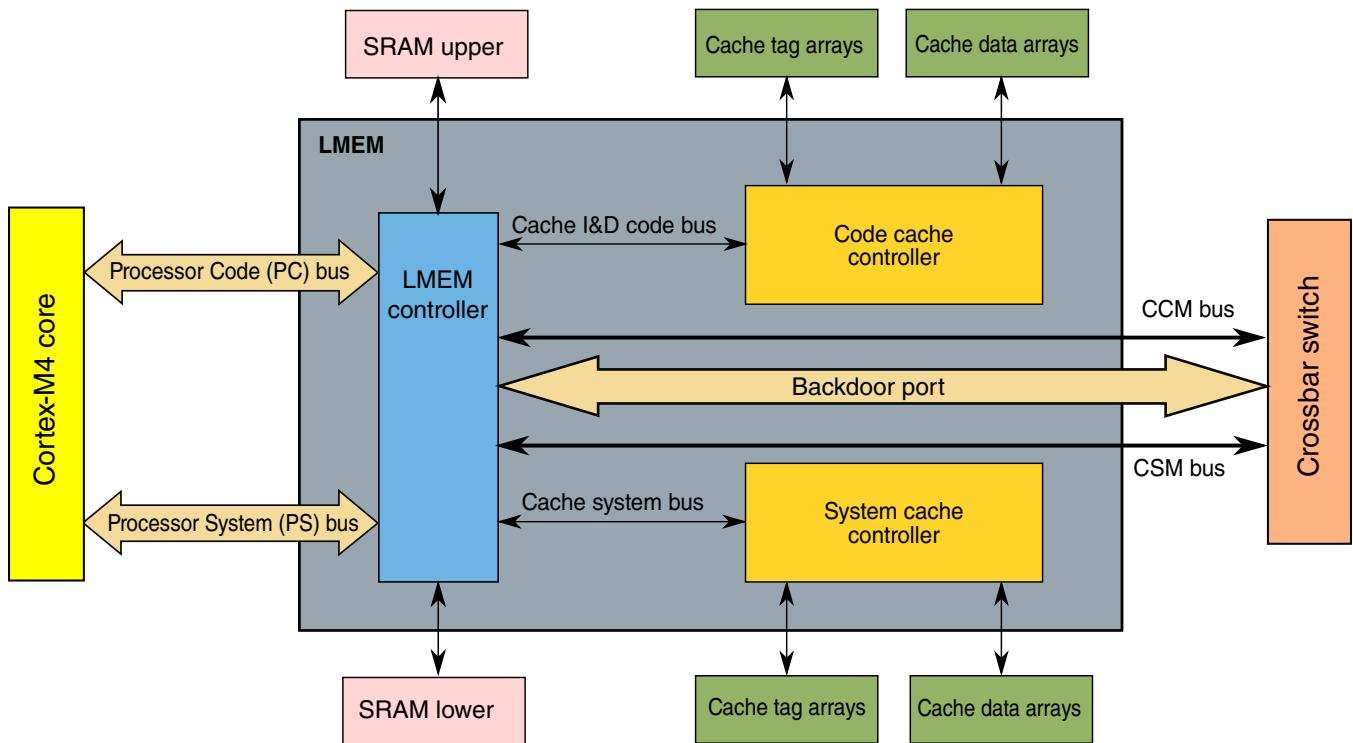 SRAM upper
Cache tag arrays
Cache data arrays
LMEM
Cortex-M4 core
Processor Code (PC) bus
LMEM
controller
Cache I&D code bus
Code cache
controller
CCM bus
Backdoor port
Crossbar switch
CSM bus
Processor System (PS) bus
Cache system bus
System cache
controller
SRAM lower
Cache tag arrays
Cache data arrays